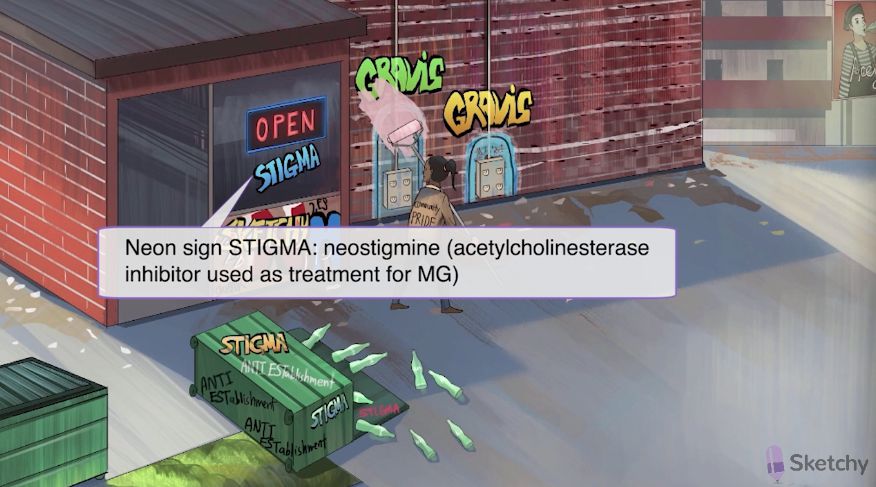 GRAVIS
GRAVIS
OPEN
STIGMA
community
PRIDE
Neon sign STIGMA: neostigmine (acetylcholinesterase
inhibitor used as treatment for MG)
STIGMA
ANTI ESTablishment
ANTI
ESTablishment
STIGMA
STIGMA
ANTI
ESTablishment
Sketchy